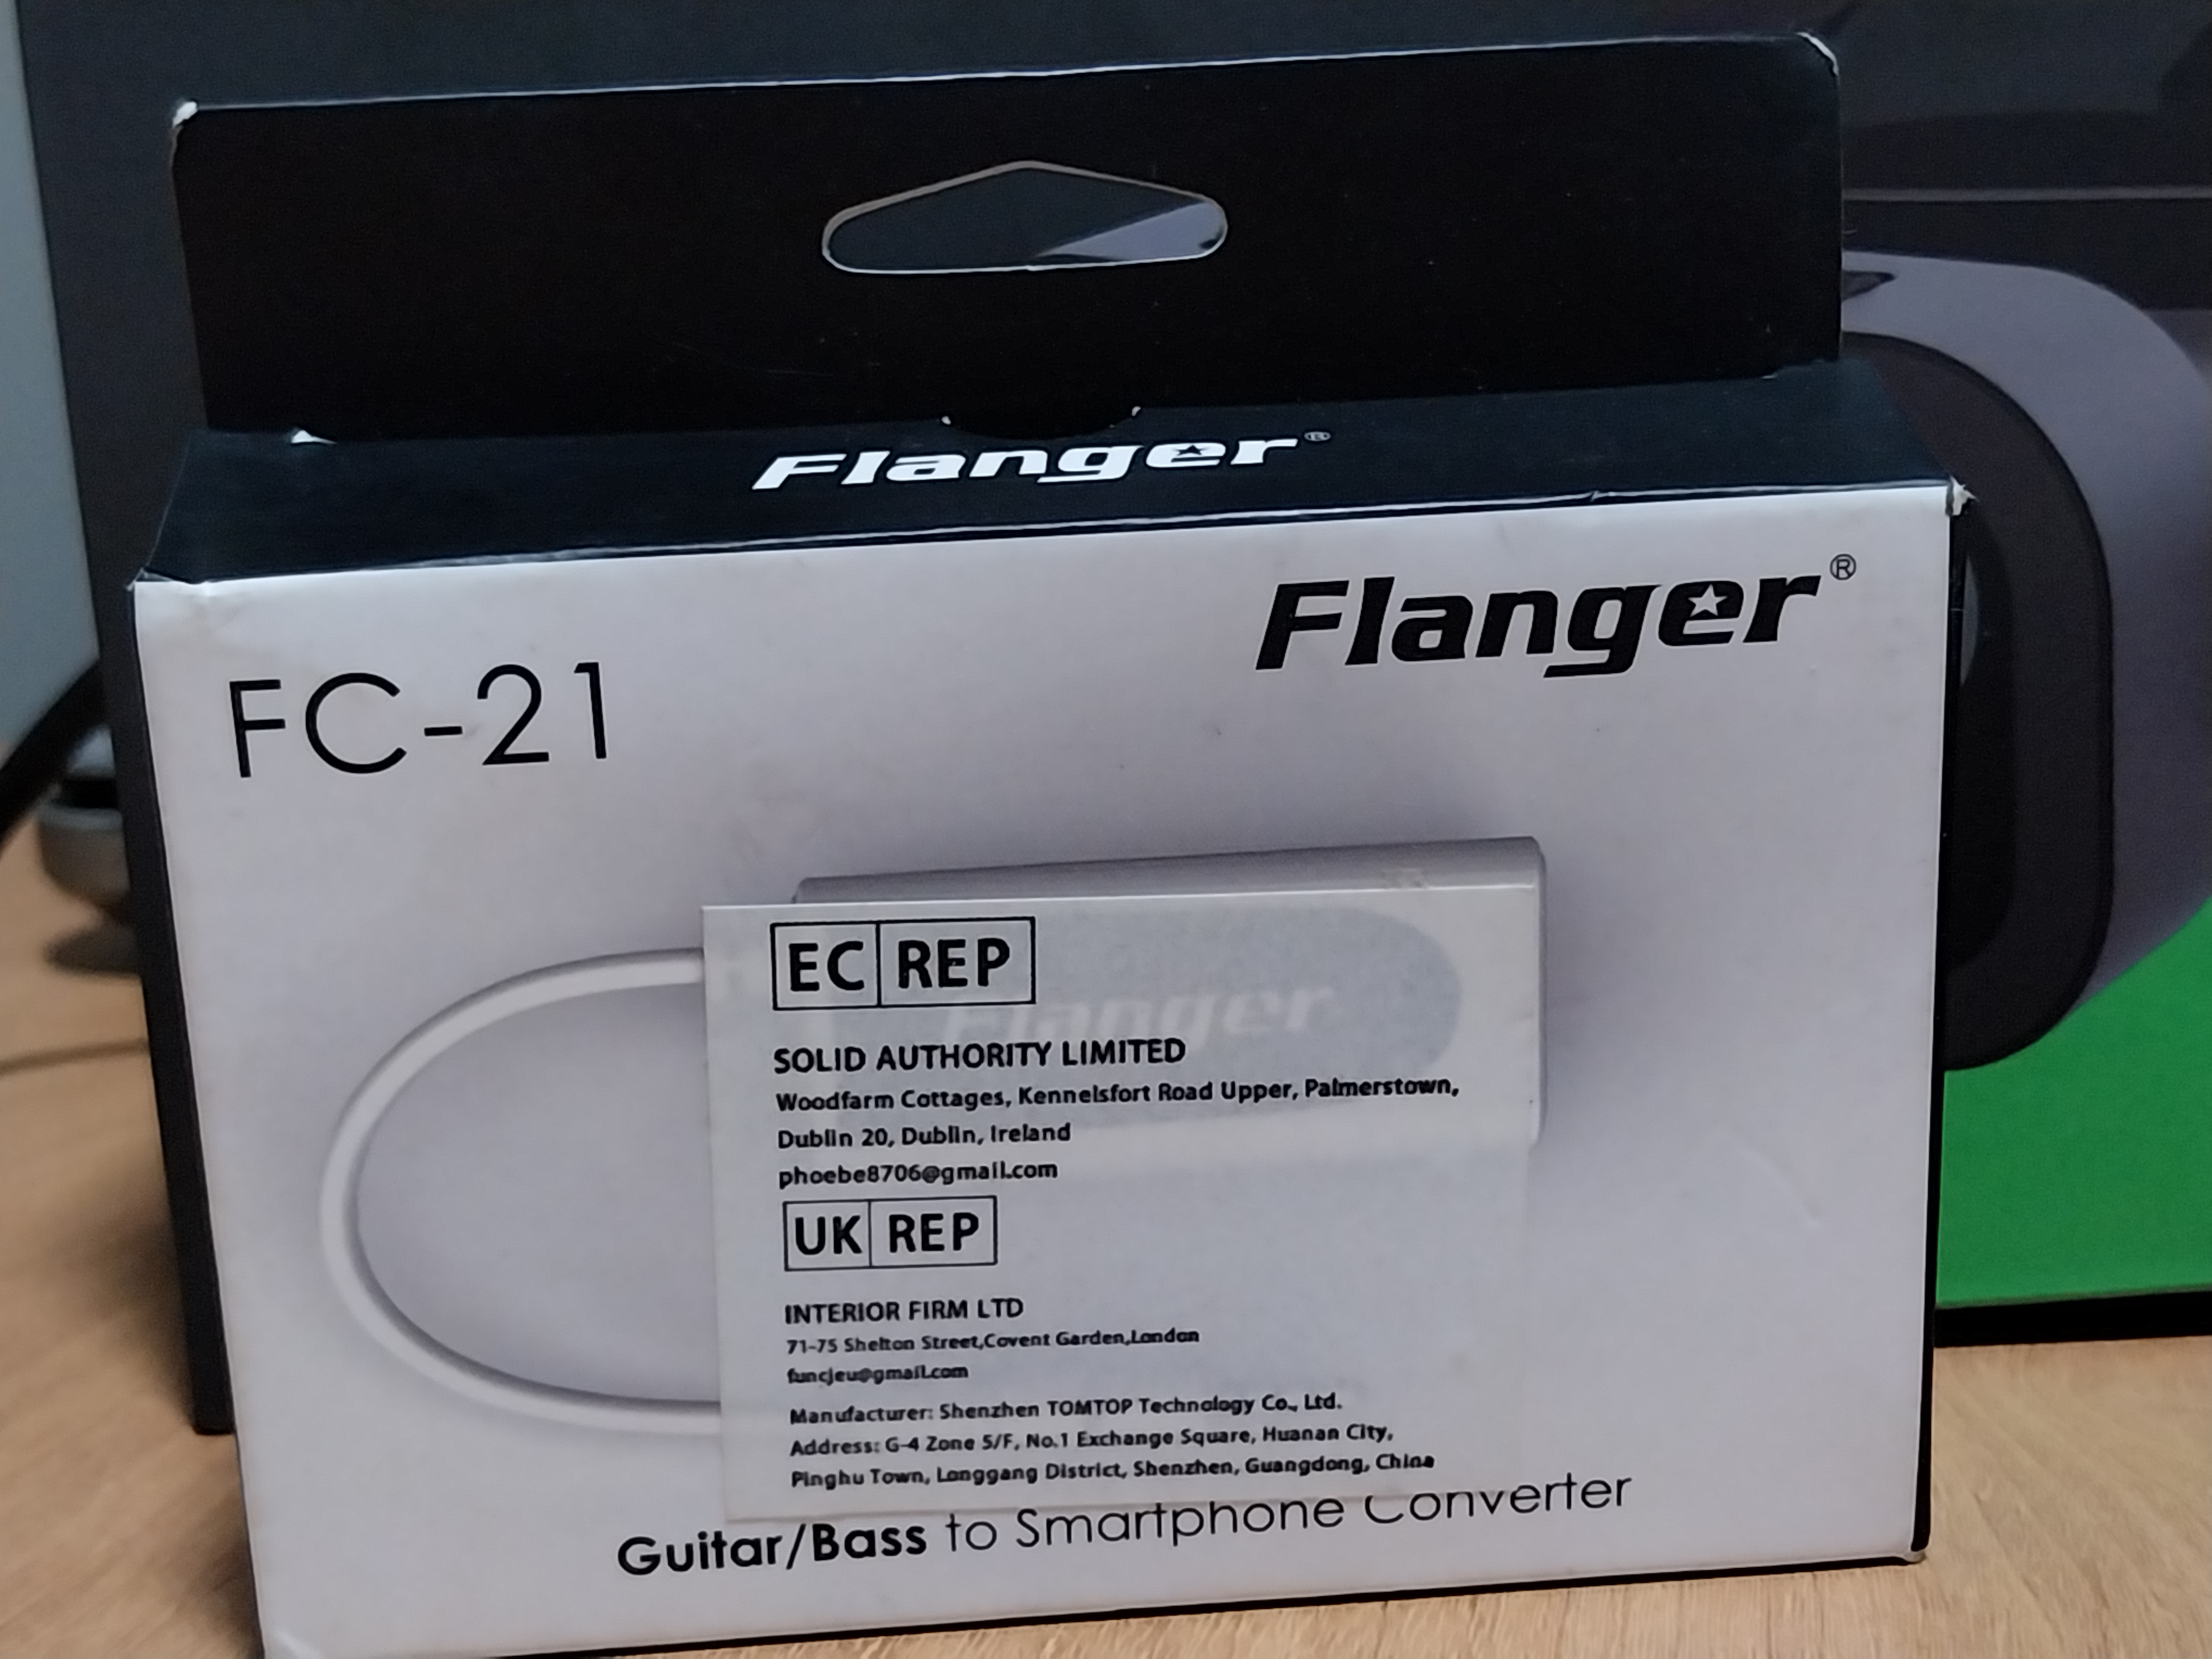 Flanger®
Flanger®
FC-21
EC REP
Flanger
SOLID AUTHORITY LIMITED
Woodfarm Cottages, Kennelsfort Road Upper, Palmerstown,
Dublin 20, Dublin, Ireland
phoebe8706@gmail.com
UK REP
INTERIOR FIRM LTD
71-75 Shelton Street,Covent Garden,London
funcjeu@gmail.com
Manufacturer: Shenzhen TOMTOP Technology Co., Ltd.
Address: G-4 Zone 5/F, No.1 Exchange Square, Huanan City,
Pinghu Town, Longgang District, Shenzhen, Guangdong, China
Guitar/Bass to Smartphone Converter